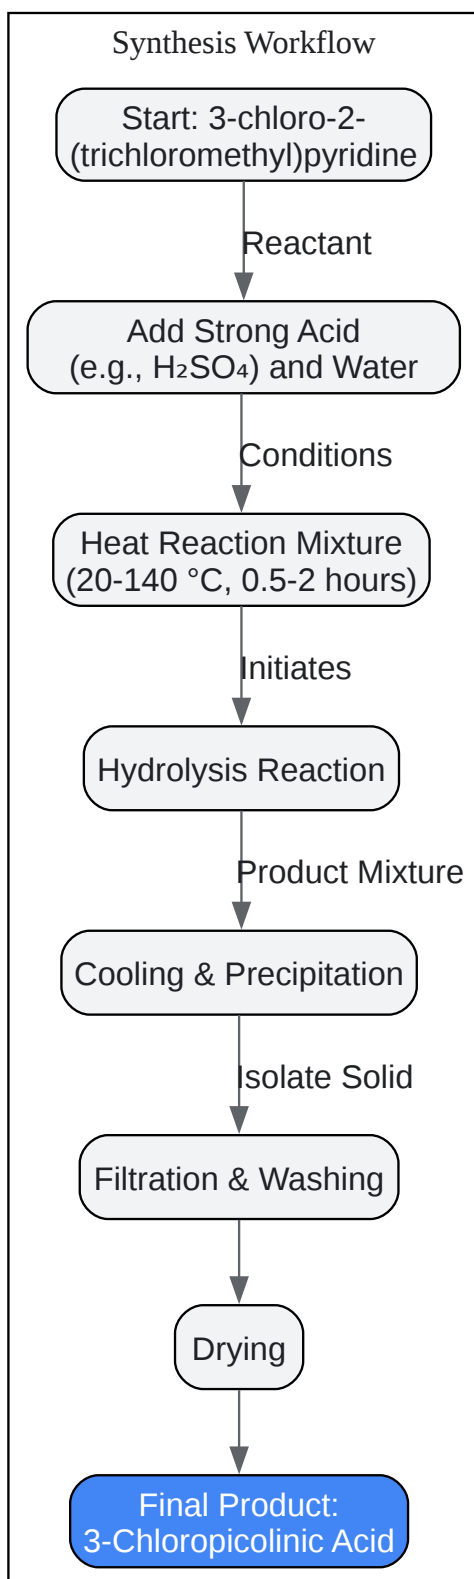 Synthesis Workflow
Start: 3-chloro-2-
(trichloromethyl)pyridine
Reactant
Add Strong Acid
(e.g., H₂SO₄) and Water
Conditions
Heat Reaction Mixture
(20-140 °C, 0.5-2 hours)
Initiates
Hydrolysis Reaction
Product Mixture
Cooling & Precipitation
Isolate Solid
Filtration & Washing
Drying
Final Product:
3-Chloropicolinic Acid